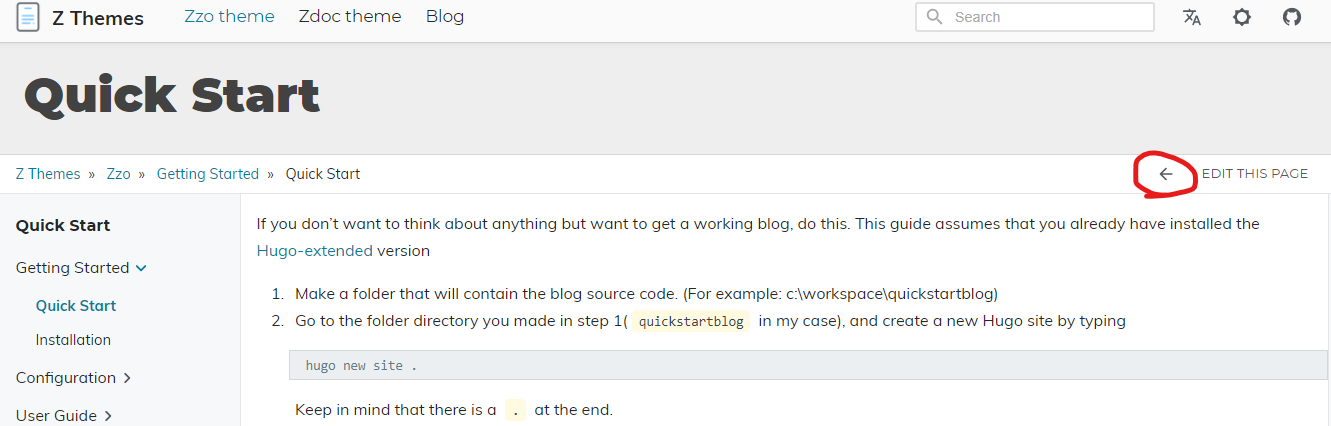 Z Themes Zzo theme Zdoc theme Blog Search
Quick Start
Z Themes » Zzo » Getting Started » Quick Start EDIT THIS PAGE
Quick Start
Getting Started
Quick Start
Installation
Configuration
User Guide
If you don’t want to think about anything but want to get a working blog, do this. This guide assumes that you already have installed the
Hugo-extended version
1. Make a folder that will contain the blog source code. (For example: c:\workspace\quickstartblog)
2. Go to the folder directory you made in step 1( quickstartblog in my case), and create a new Hugo site by typing
hugo new site .
Keep in mind that there is a . at the end.